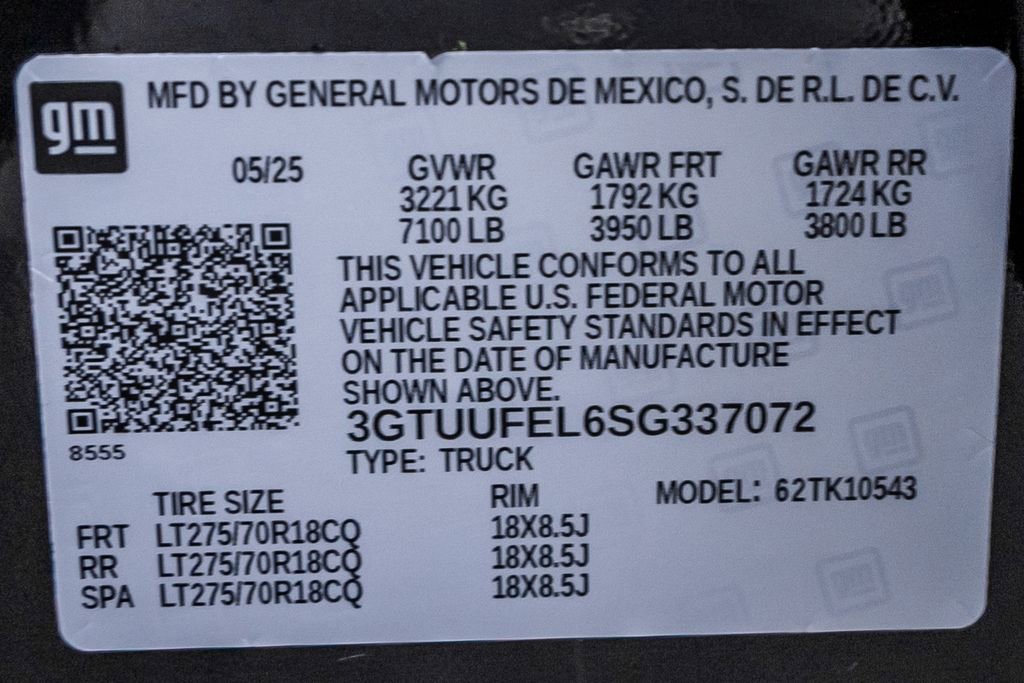 gm
MFD BY GENERAL MOTORS DE MEXICO, S. DE R.L. DE C.V.
05/25 GVWR GAWR FRT GAWR RR
3221 KG 1792 KG 1724 KG
7100 LB 3950 LB 3800 LB
THIS VEHICLE CONFORMS TO ALL
APPLICABLE U.S. FEDERAL MOTOR
VEHICLE SAFETY STANDARDS IN EFFECT
ON THE DATE OF MANUFACTURE
SHOWN ABOVE.
3GTUUFEL6SG337072
8555
TYPE: TRUCK
TIRE SIZE RIM MODEL: 62TK10543
FRT LT275/70R18CQ 18X8.5J
RR LT275/70R18CQ 18X8.5J
SPA LT275/70R18CQ 18X8.5J